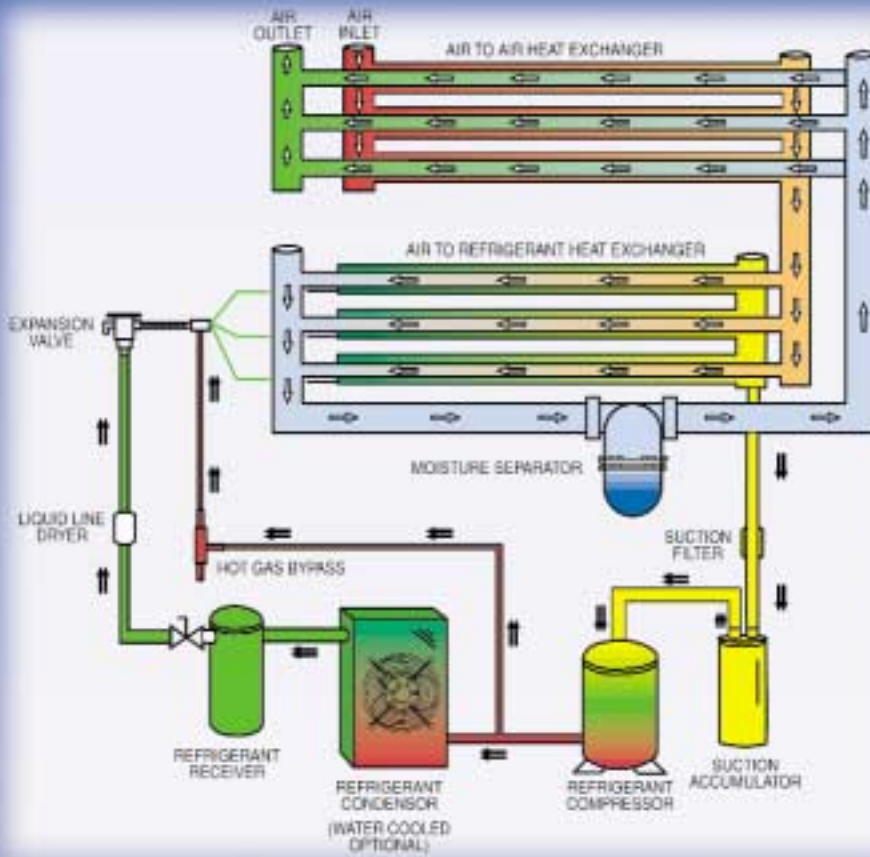 AIR
OUTLET
AIR
INLET
AIR TO AIR HEAT EXCHANGER
AIR TO REFRIGERANT HEAT EXCHANGER
EXPANSION
VALVE
MOISTURE SEPARATOR
LIQUID LINE
DRYER
HOT GAS BYPASS
SUCTION
FILTER
REFRIGERANT
RECEIVER
REFRIGERANT
CONDENSOR
(WATER COOLED
OPTIONAL)
REFRIGERANT
COMPRESSOR
SUCTION
ACCUMULATOR